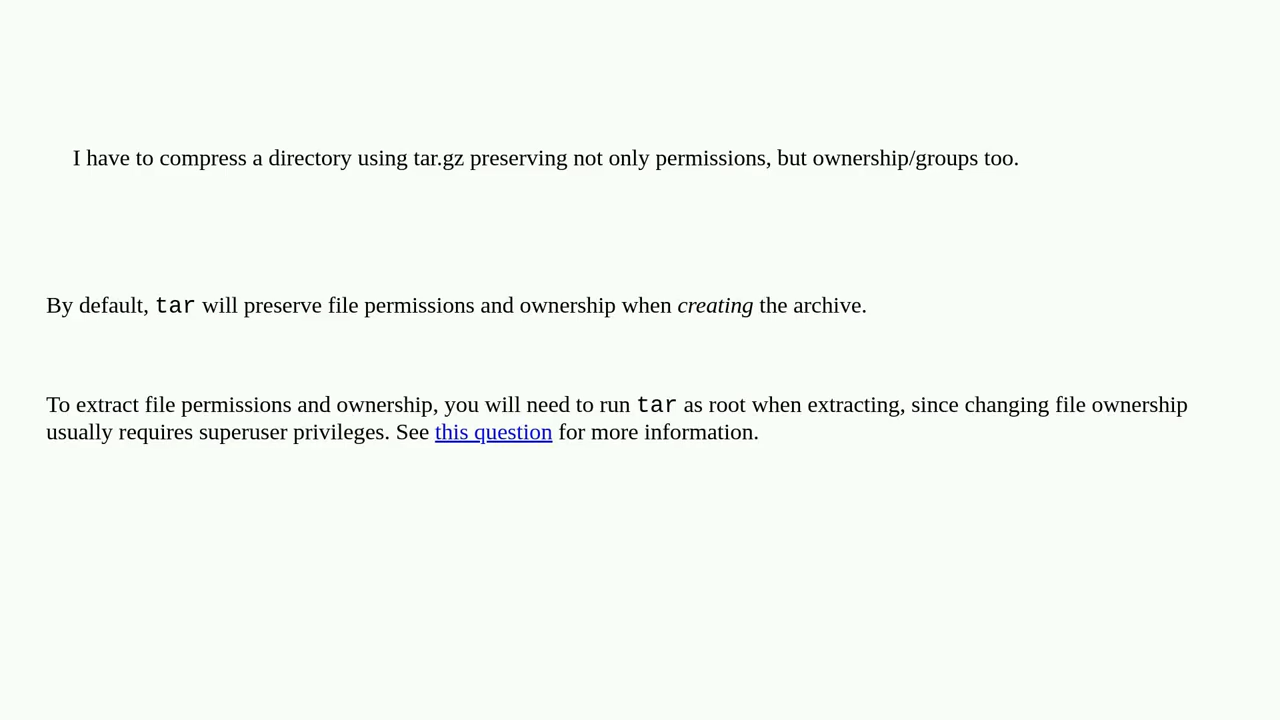 I have to compress a directory using tar.gz preserving not only permissions, but ownership/groups too.
By default, tar will preserve file permissions and ownership when creating the archive.
To extract file permissions and ownership, you will need to run tar as root when extracting, since changing file ownership
usually requires superuser privileges. See this question for more information.